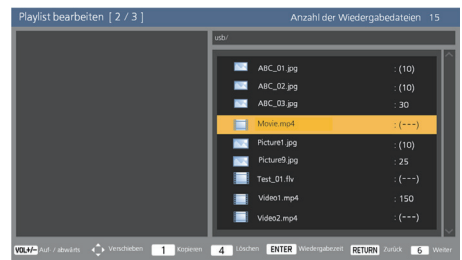 Playlist bearbeiten [ 2 / 3 ] Anzahl der Wiedergabedateien 15
usb/
ABC_01.jpg : (10)
ABC_02.jpg : (10)
ABC_03.jpg : 30
Movie.mp4 : (---)
Picture1.jpg : (10)
Picture9.jpg : 25
Test_01.flv : (---)
Video1.mp4 : 150
Video2.mp4 : (---)
VOL+/- Auf- / abwärts Verschieben 1 Kopieren 4 Löschen ENTER Wiedergabezeit RETURN Zurück 6 Weiter